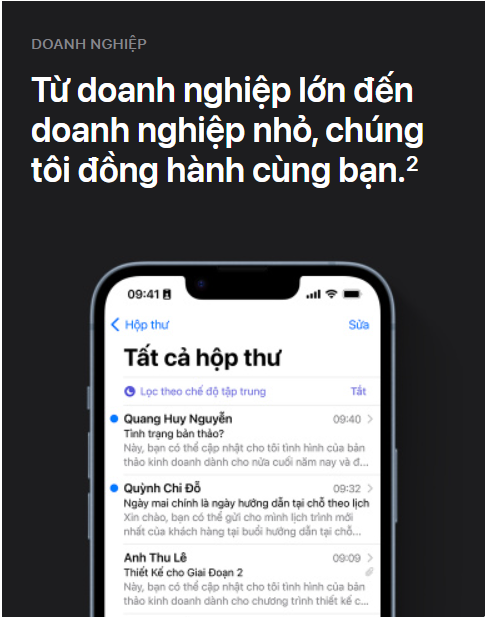 DOANH NGHIỆP
Từ doanh nghiệp lớn đến
doanh nghiệp nhỏ, chúng
tôi đồng hành cùng bạn.²
09:41
Hộp thư
Sửa
Tất cả hộp thư
Lọc theo chế độ tập trung
Tắt
Quang Huy Nguyễn 09:40
Tình trạng bản thảo?
Này, bạn có thể cập nhật cho tôi tình hình của bản
thảo kinh doanh dành cho nửa cuối năm nay và đ...
Quỳnh Chi Đỗ 09:32
Ngày mai chính là ngày hướng dẫn tại chỗ theo lịch
Xin chào, bạn có thể gửi cho mình lịch trình mới
nhất của khách hàng tại buổi hướng dẫn tại chỗ...
Anh Thu Lê 09:09
Thiết Kế cho Giai Đoạn 2
Này, bạn có thể cập nhật cho tôi tình hình của bản
thảo kinh doanh dành cho chương trình thiết kế c...